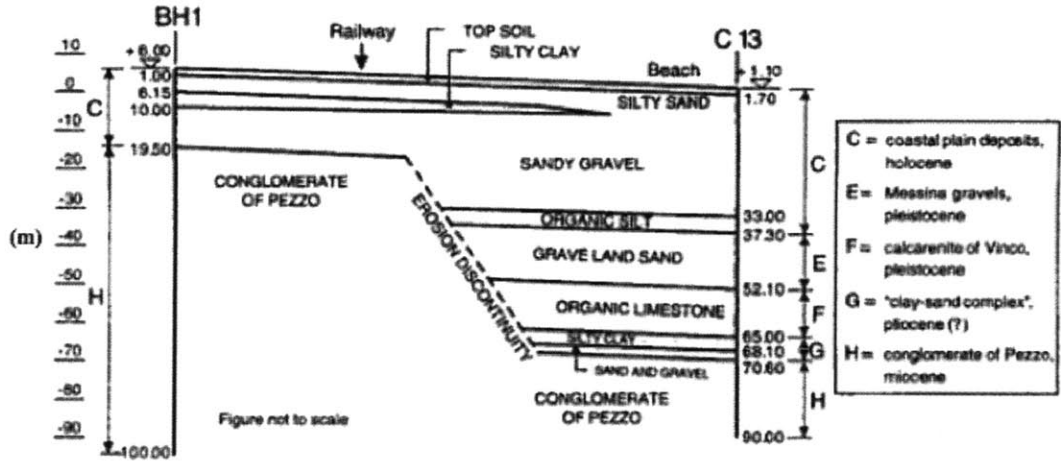 BH1
Railway
TOP SOIL
SILTY CLAY
C 13
10
+ 6.00
Beach
+ 1.10
0
1.00
6.15
10.00
SILTY SAND
1.70
C
-10
19.50
-20
SANDY GRAVEL
C
CONGLOMERATE
OF PEZZO
-30
EROSION DISCONTINUITY
ORGANIC SILT
33.00
37.30
(m)
-40
GRAVE LAND SAND
E
-50
52.10
H
ORGANIC LIMESTONE
F
-60
65.00
SILTY CLAY
68.10
G
-70
70.60
SAND AND GRAVEL
-80
CONGLOMERATE
OF PEZZO
H
Figure not to scale
-90
90.00
100.00
C = coastal plain deposits,
holocene
E = Messina gravels,
pleistocene
F = calcarenite of Vinco,
pleistocene
G = "clay-sand complex",
pliocene (?)
H = conglomerate of Pezzo,
miocene